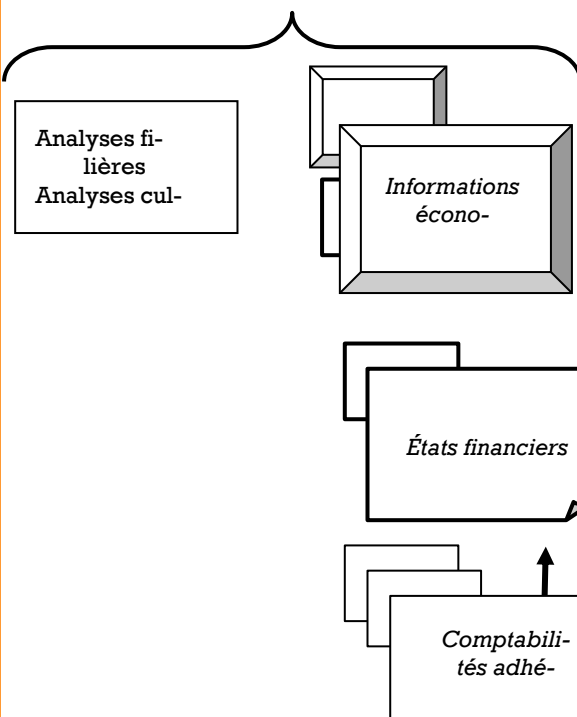 Analyses fi-
lières
Analyses cul-
Informations
écono-
États financiers
Comptabili-
tés adhé-